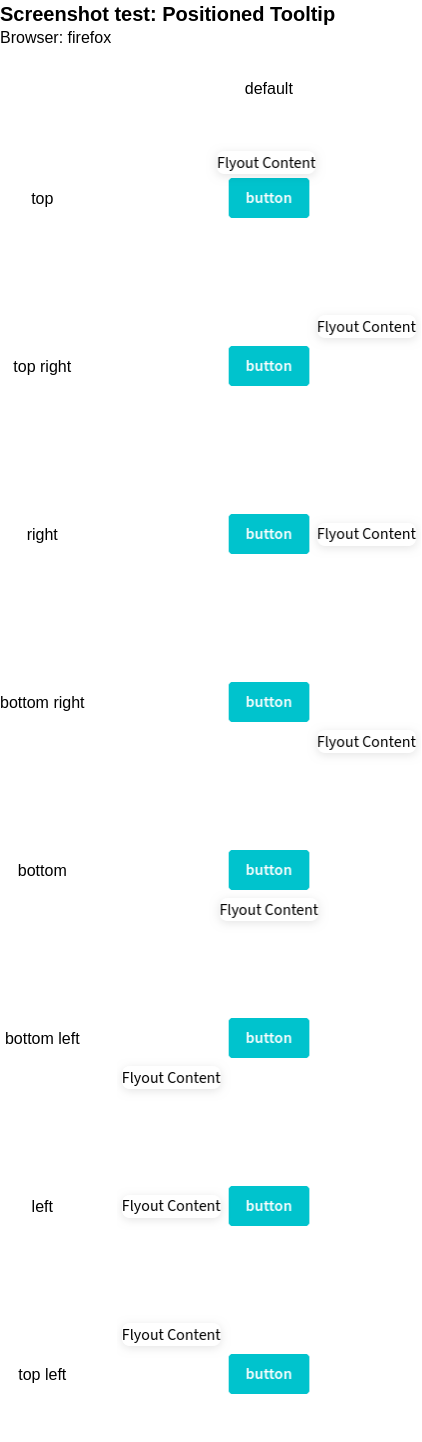 Screenshot test: Positioned Tooltip
Browser: firefox
default
Flyout Content
top button
Flyout Content
top right button
right button Flyout Content
bottom right button
Flyout Content
bottom button
Flyout Content
bottom left button
Flyout Content
left Flyout Content button
Flyout Content
top left button